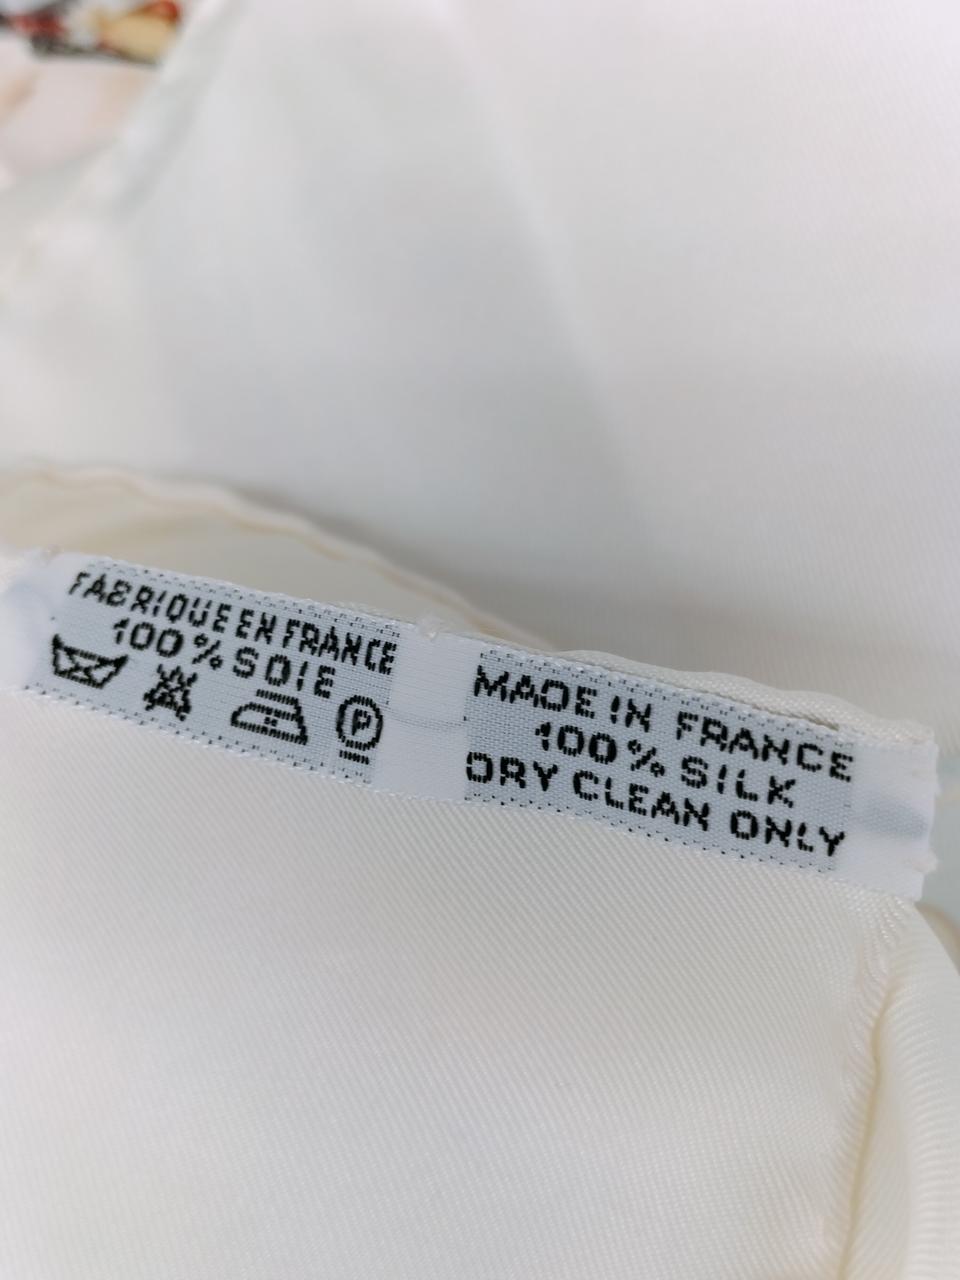 FABRIQUE EN FRANCE
100% SOIE
P
MADE IN FRANCE
100% SILK
DRY CLEAN ONLY